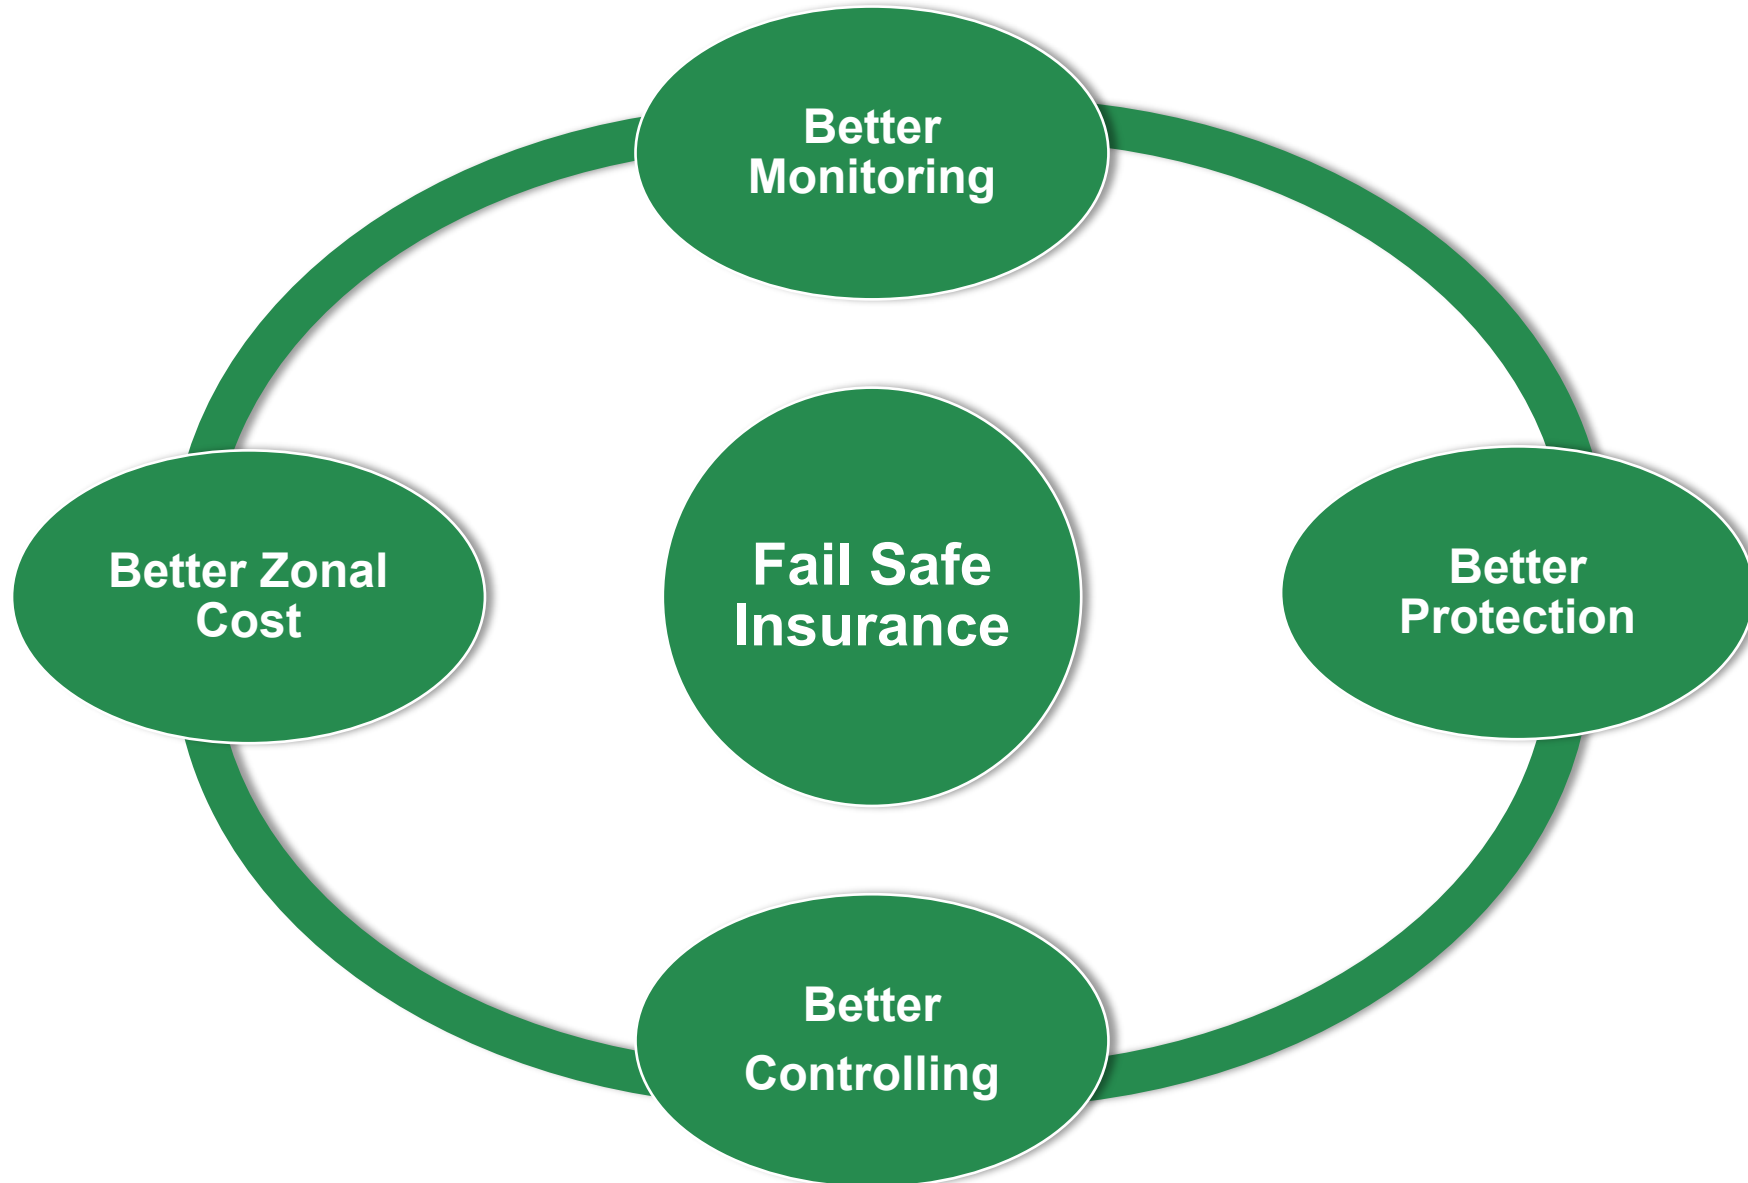 Better
Monitoring
Better Zonal
Cost
Fail Safe
Insurance
Better
Protection
Better
Controlling